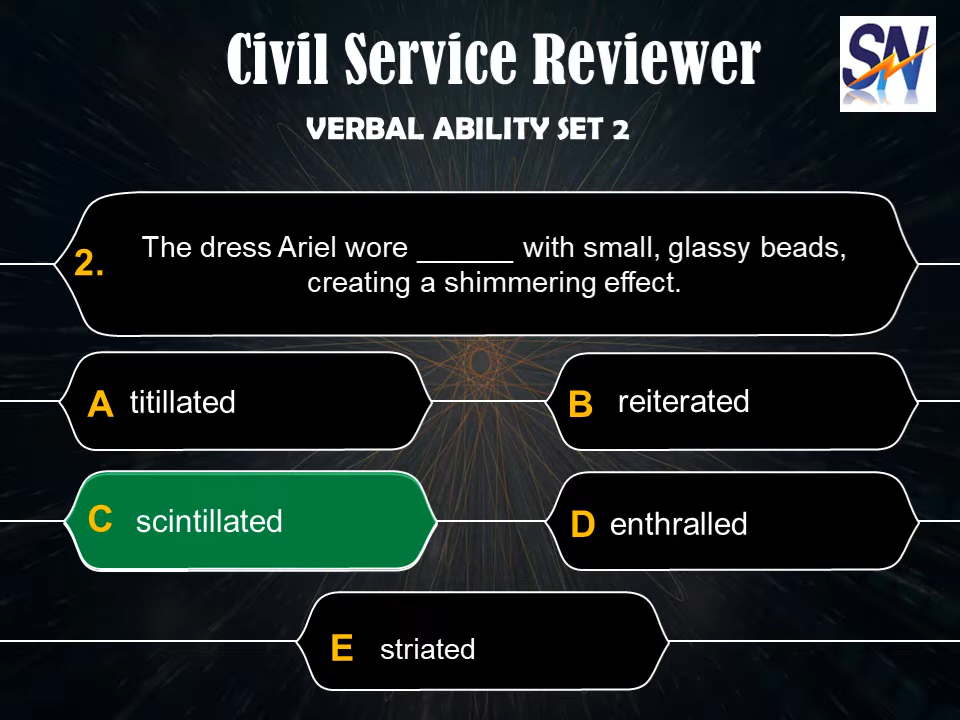 Civil Service Reviewer
SN
VERBAL ABILITY SET 2
2. The dress Ariel wore ______ with small, glassy beads,
creating a shimmering effect.
A titillated
B reiterated
C scintillated
D enthralled
E striated